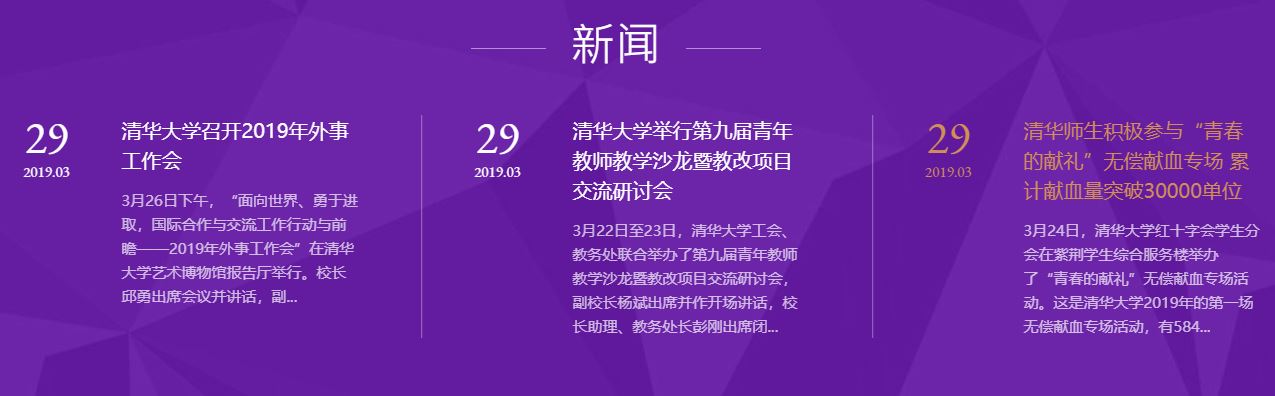 新闻
29
2019.03
清华大学召开2019年外事
工作会
3月26日下午，“面向世界、勇于进
取，国际合作与交流工作行动与前
瞻——2019年外事工作会”在清华
大学艺术博物馆报告厅举行。校长
邱勇出席会议并讲话，副...
29
2019.03
清华大学举行第九届青年
教师教学沙龙暨教改项目
交流研讨会
3月22日至23日，清华大学工会、
教务处联合举办了第九届青年教师
教学沙龙暨教改项目交流研讨会，
副校长杨斌出席并作开场讲话，校
长助理、教务处长彭刚出席闭...
29
2019.03
清华师生积极参与“青春
的献礼”无偿献血专场 累
计献血量突破30000单位
3月24日，清华大学红十字会学生分
会在紫荆学生综合服务楼举办
了“青春的献礼”无偿献血专场活
动。这是清华大学2019年的第一场
无偿献血专场活动，有584...